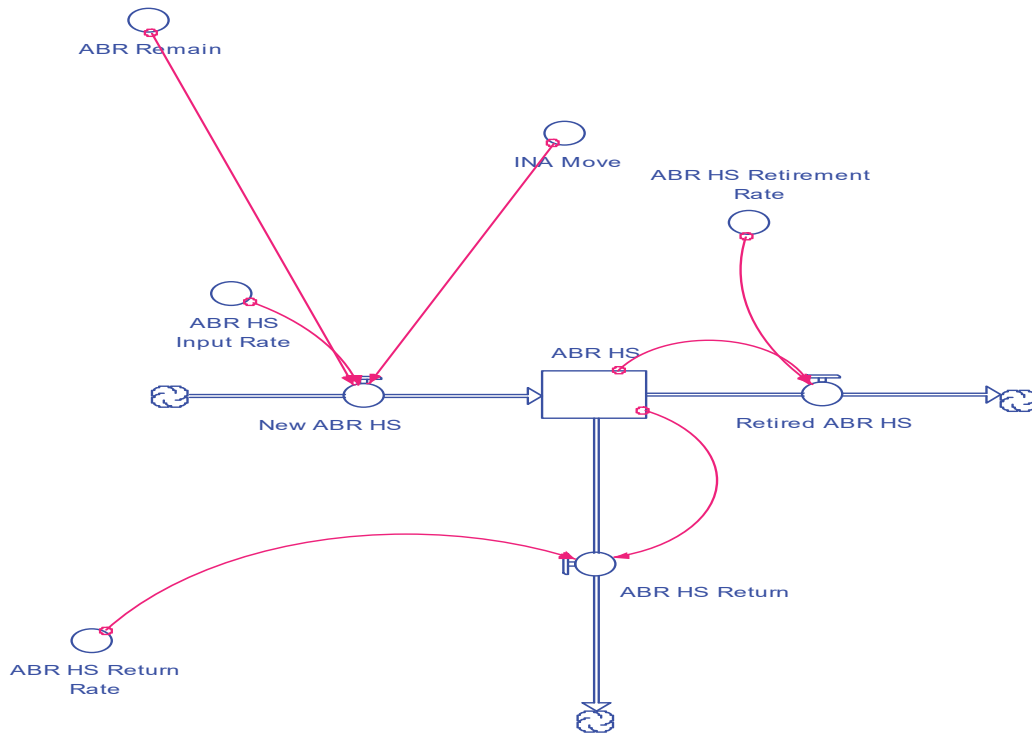 ABR Remain
INA Move
ABR HS Retirement
Rate
ABR HS
Input Rate
ABR HS
New ABR HS
Retired ABR HS
ABR HS Return
ABR HS Return
Rate